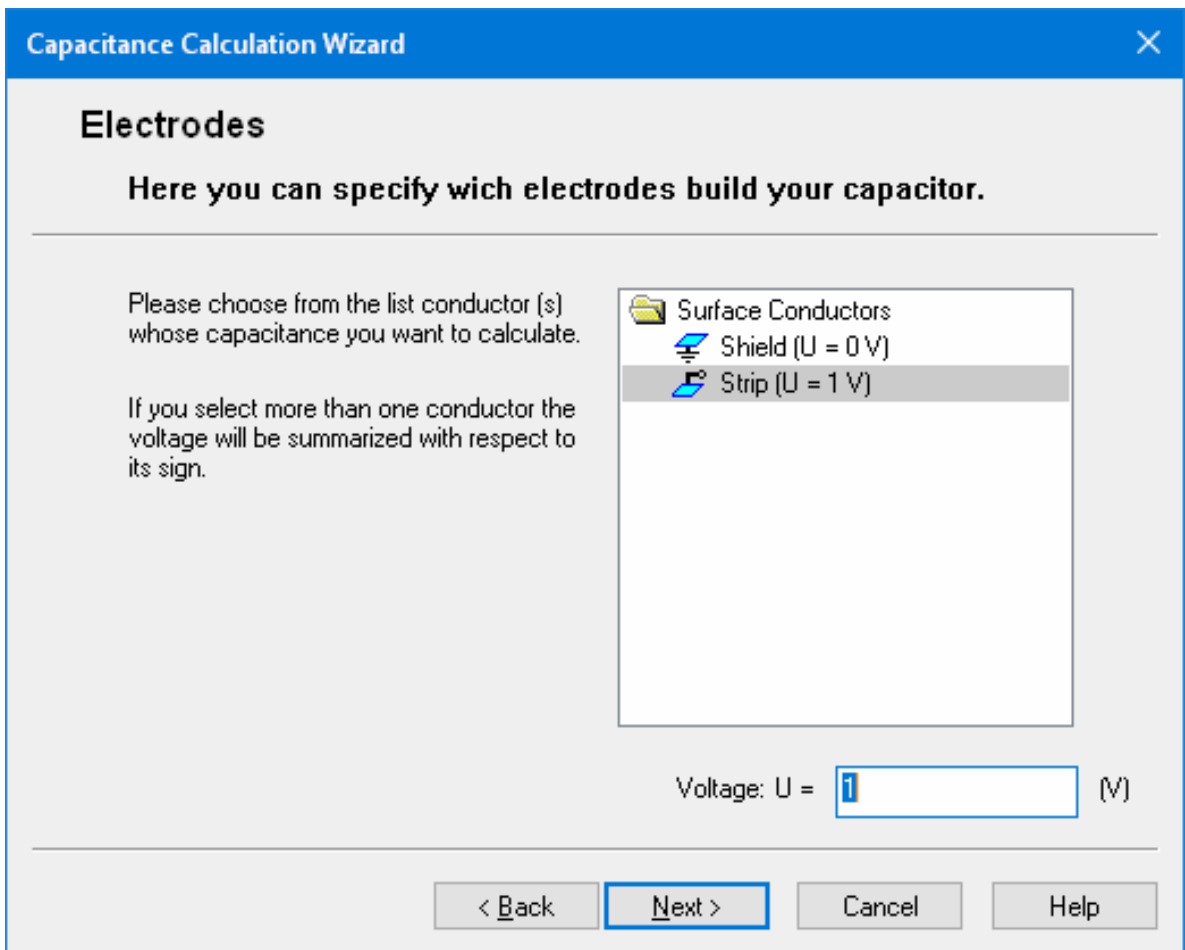 Capacitance Calculation Wizard
Electrodes
Here you can specify wich electrodes build your capacitor.
Please choose from the list conductor (s)
whose capacitance you want to calculate.
If you select more than one conductor the
voltage will be summarized with respect to
its sign.
Surface Conductors
Shield (U = 0 V)
Strip (U = 1 V)
Voltage: U = 1 (V)
< Back Next > Cancel Help